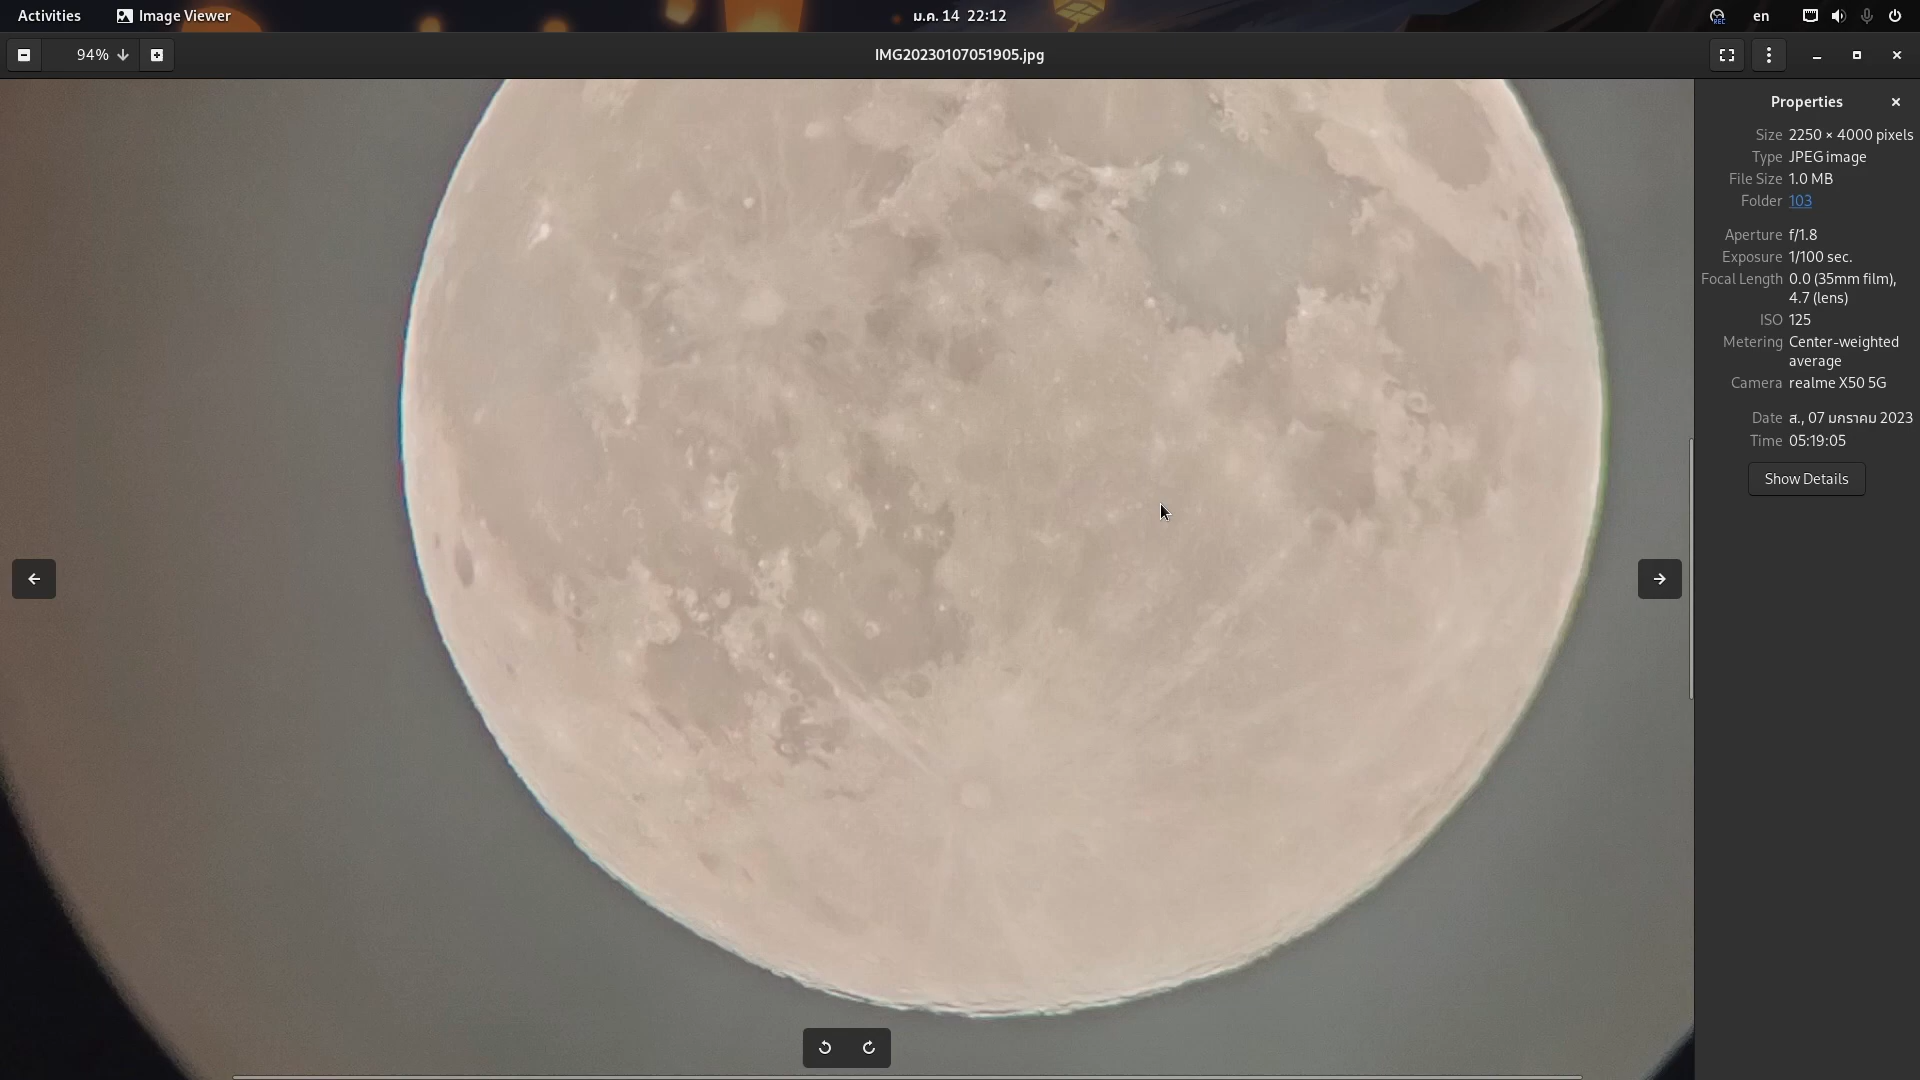 Activities Image Viewer ม.ค. 14 22:12 REC en
94% IMG20230107051905.jpg
Properties
Size 2250 × 4000 pixels
Type JPEG image
File Size 1.0 MB
Folder 103
Aperture f/1.8
Exposure 1/100 sec.
Focal Length 0.0 (35mm film),
4.7 (lens)
ISO 125
Metering Center-weighted
average
Camera realme X50 5G
Date ส., 07 มกราคม 2023
Time 05:19:05
Show Details